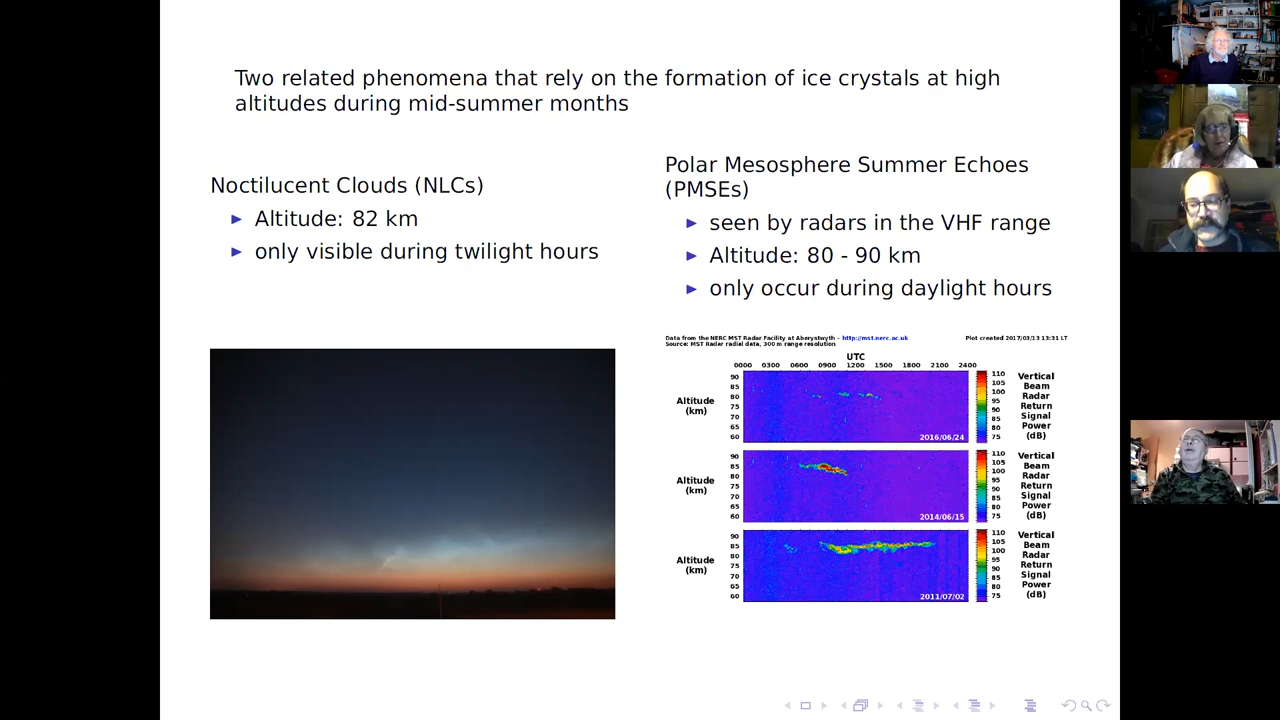 Two related phenomena that rely on the formation of ice crystals at high
altitudes during mid-summer months
Noctilucent Clouds (NLCs)
Altitude: 82 km
only visible during twilight hours
Polar Mesosphere Summer Echoes
(PMSEs)
seen by radars in the VHF range
Altitude: 80 - 90 km
only occur during daylight hours
Data from the NERC MST Radar Facility at Aberystwyth - http://mst.nerc.ac.uk
Plot created 2017/03/13 13:31 LT
Source: MST Radar radial data, 300 m range resolution
UTC
0000 0300 0600 0900 1200 1500 1800 2100 2400
Altitude
(km)
90
85
80
75
70
65
60
2016/06/24
110
105
100
95
90
85
80
75
Vertical
Beam
Radar
Return
Signal
Power
(dB)
Altitude
(km)
90
85
80
75
70
65
60
2014/06/15
110
105
100
95
90
85
80
75
Vertical
Beam
Radar
Return
Signal
Power
(dB)
Altitude
(km)
90
85
80
75
70
65
60
2011/07/02
110
105
100
95
90
85
80
75
Vertical
Beam
Radar
Return
Signal
Power
(dB)